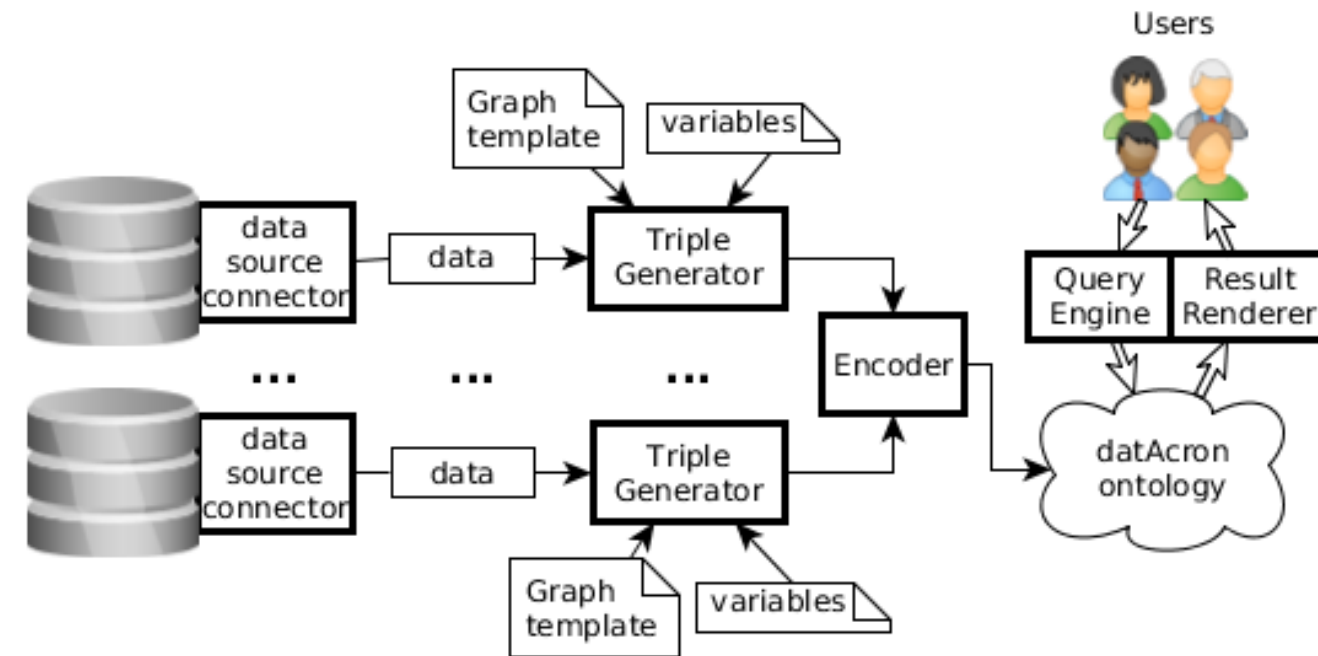 Users
Graph
template
variables
data
source
connector
data
Triple
Generator
Query
Engine
Result
Renderer
...
...
...
Encoder
data
source
connector
data
Triple
Generator
datAcron
ontology
Graph
template
variables